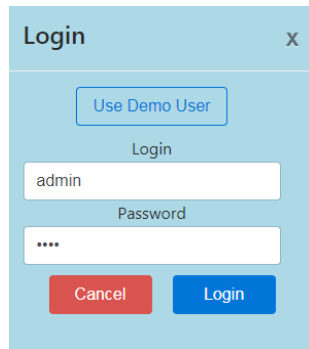 Login
x
Use Demo User
Login
admin
Password
••••
Cancel
Login